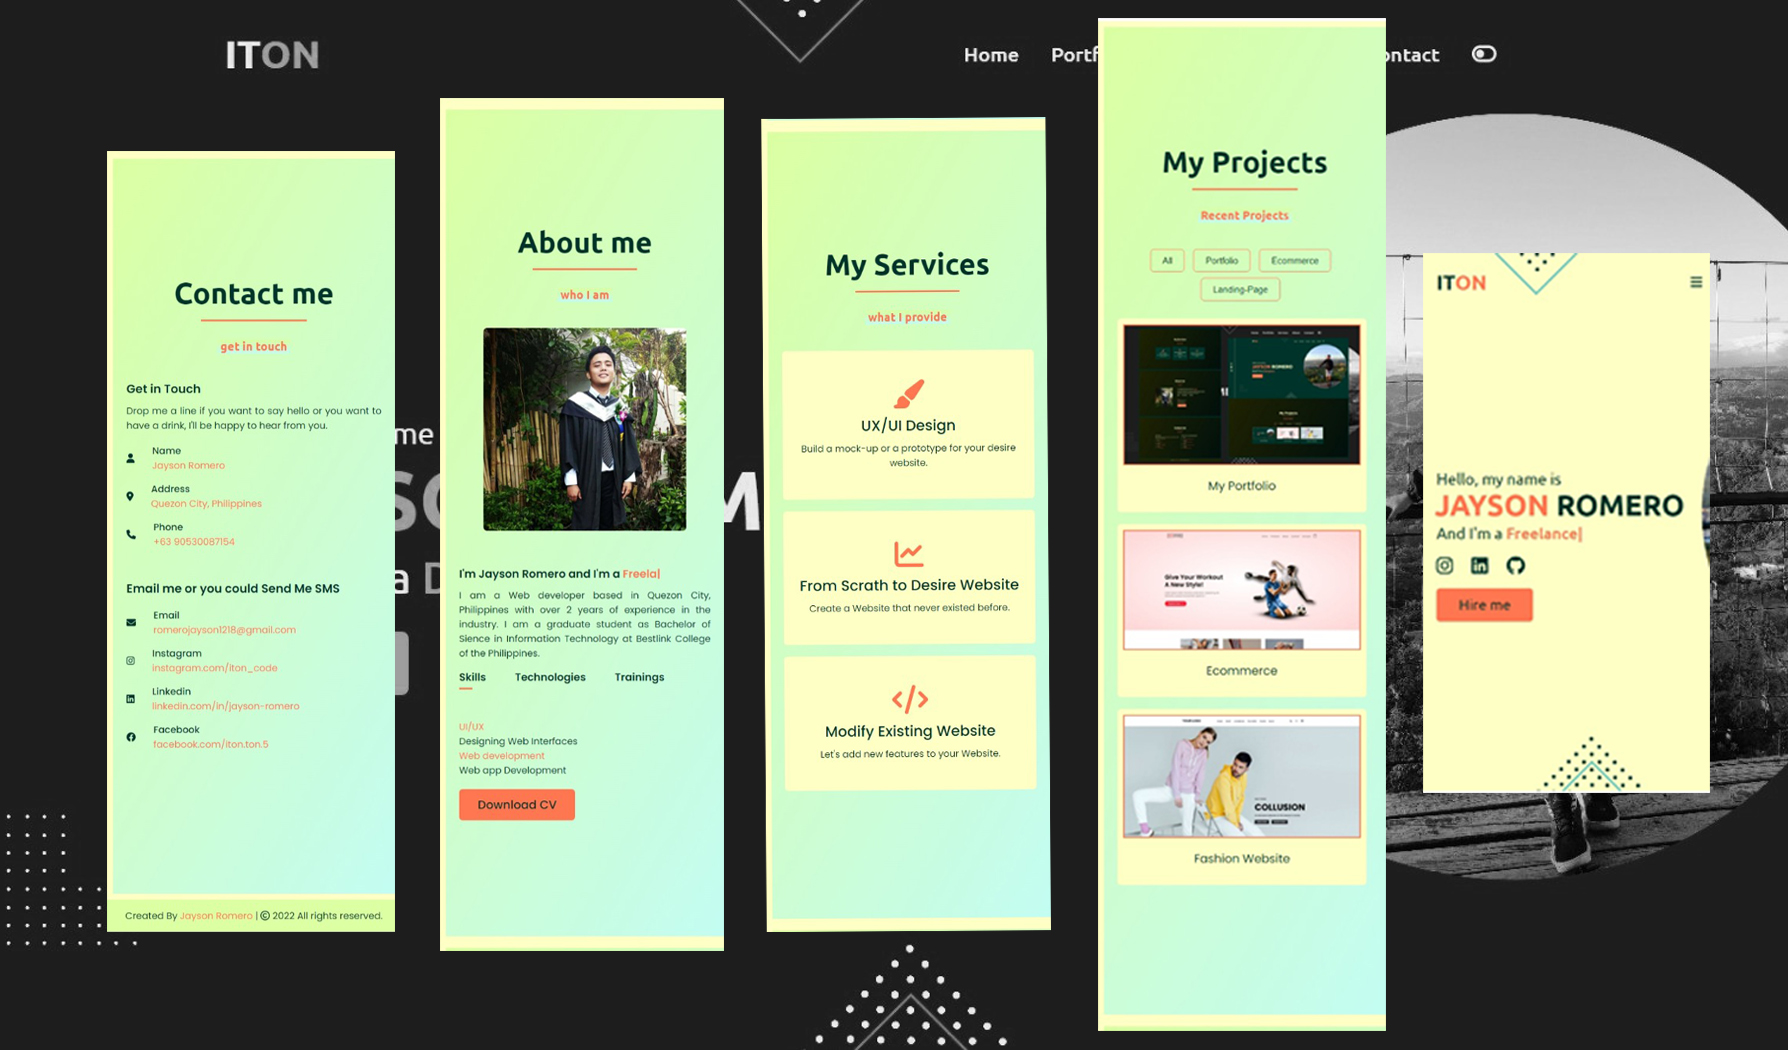 ITON
Home
Portf
ontact
me
SO
M
a D
Contact me
get in touch
Get in Touch
Drop me a line if you want to say hello or you want to
have a drink, I'll be happy to hear from you.
Name
Jayson Romero
Address
Quezon City, Philippines
Phone
+63 90530087154
Email me or you could Send Me SMS
Email
romerojayson1218@gmail.com
Instagram
instagram.com/iton_code
Linkedin
linkedin.com/in/jayson-romero
Facebook
facebook.com/iton.ton.5
Created By Jayson Romero | © 2022 All rights reserved.
About me
who I am
I'm Jayson Romero and I'm a Freela|
I am a Web developer based in Quezon City,
Philippines with over 2 years of experience in the
industry. I am a graduate student as Bachelor of
Sience in Information Technology at Bestlink College
of the Philippines.
Skills Technologies Trainings
UI/UX
Designing Web Interfaces
Web development
Web app Development
Download CV
My Services
what I provide
UX/UI Design
Build a mock-up or a prototype for your desire
website.
From Scrath to Desire Website
Create a Website that never existed before.
Modify Existing Website
Let's add new features to your Website.
My Projects
Recent Projects
All Portfolio Ecommerce
Landing-Page
JAYSON ROMERO
My Projects
My Portfolio
Give Your Workout
A New Style!
Ecommerce
COLLUSION
Fashion Website
ITON
Hello, my name is
JAYSON ROMERO
And I'm a Freelance|
Hire me